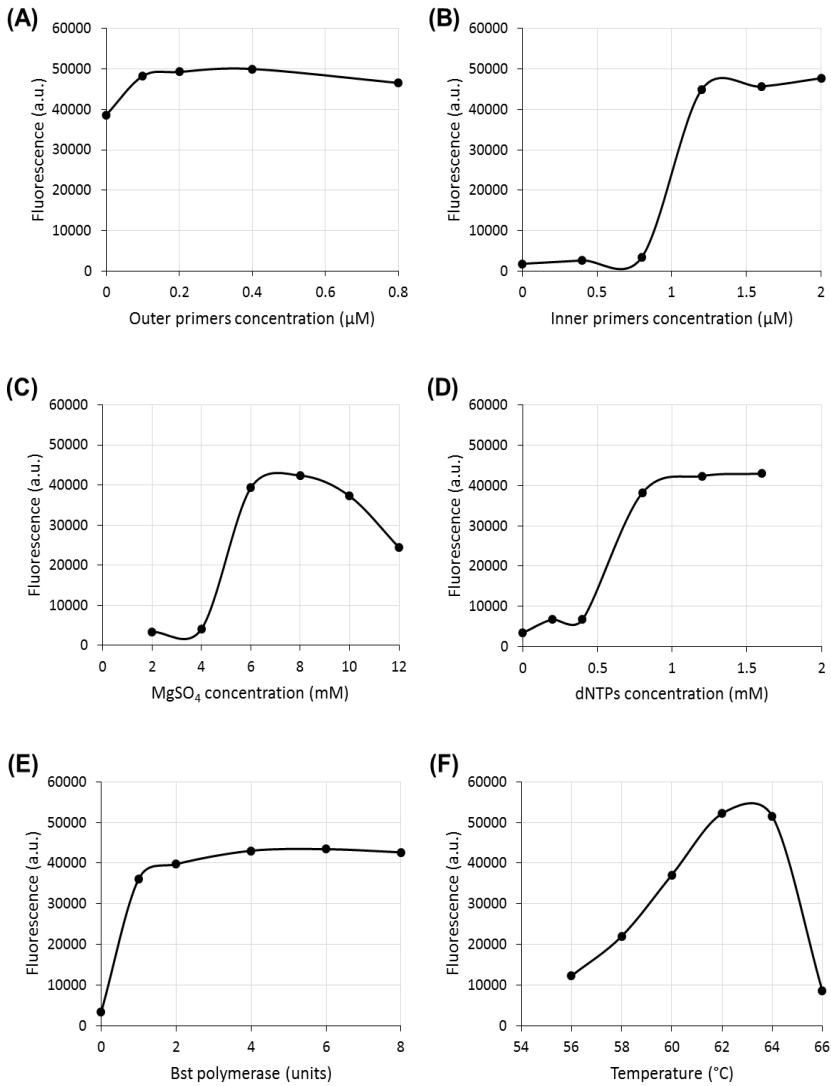 (A)
60000
50000
40000
30000
20000
10000
0
Fluorescence (a.u.)
0 0.2 0.4 0.6 0.8
Outer primers concentration (µM)
(B)
60000
50000
40000
30000
20000
10000
0
Fluorescence (a.u.)
0 0.5 1 1.5 2
Inner primers concentration (µM)
(C)
60000
50000
40000
30000
20000
10000
0
Fluorescence (a.u.)
0 2 4 6 8 10 12
MgSO₄ concentration (mM)
(D)
60000
50000
40000
30000
20000
10000
0
Fluorescence (a.u.)
0 0.5 1 1.5 2
dNTPs concentration (mM)
(E)
60000
50000
40000
30000
20000
10000
0
Fluorescence (a.u.)
0 2 4 6 8
Bst polymerase (units)
(F)
60000
50000
40000
30000
20000
10000
0
Fluorescence (a.u.)
54 56 58 60 62 64 66
Temperature (°C)